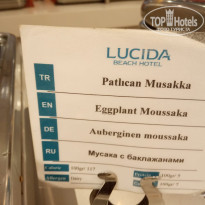 TOP Hotels
LUCIDA
BEACH HOTEL
TR Patlıcan Musakka
EN Eggplant Moussaka
DE Auberginen moussaka
RU Мусака с баклажанами